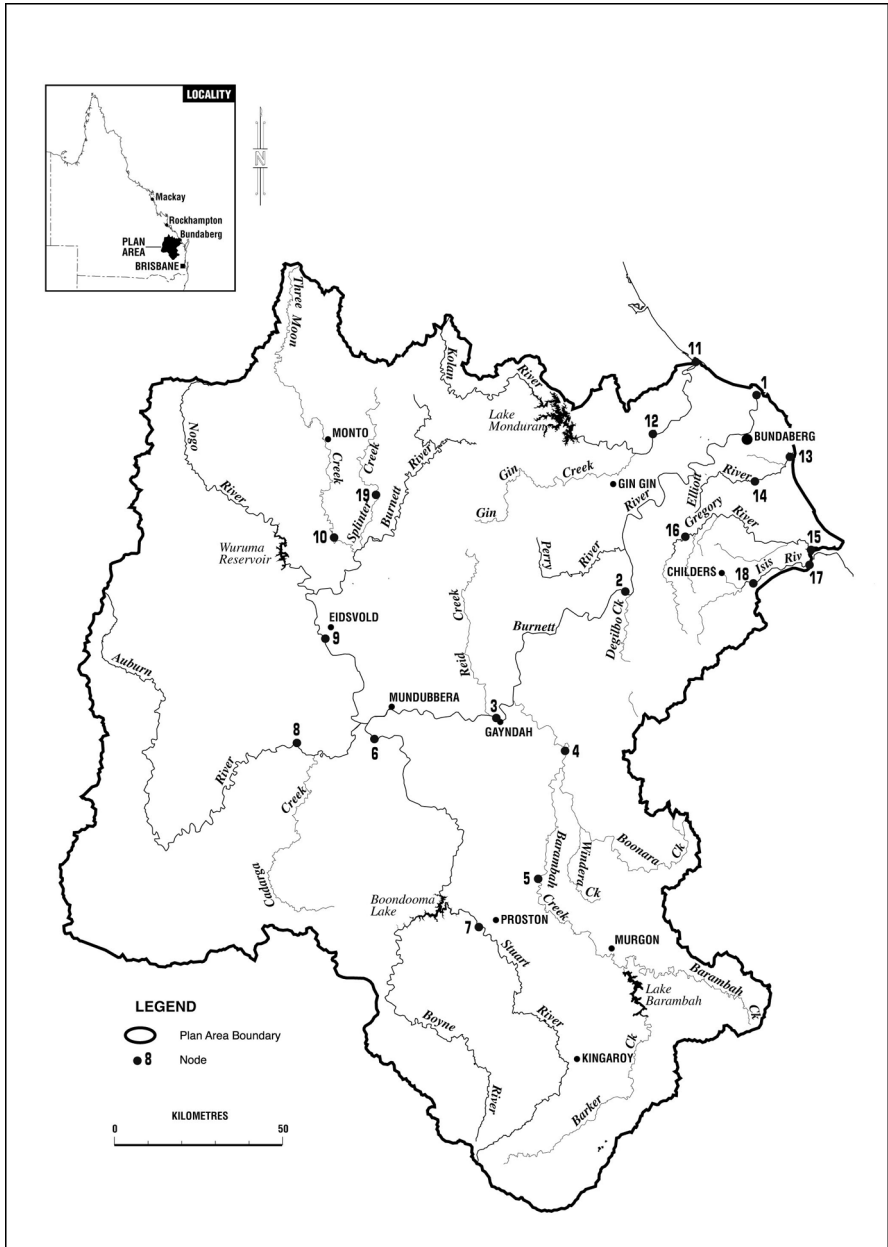 LOCALITY
Mackay
Rockhampton
Bundaberg
PLAN
AREA
BRISBANE
N
Three Moon
Creek
Kolan
River
11
1
Nogo
River
Lake
Monduran
12
BUNDABERG
MONTO
Creek
River
13
Gin
Gin
Creek
GIN GIN
River
Elliott
River
14
19
Splinter
Burnett
10
Wuruma
Reservoir
16
Gregory
River
15
Perry
River
CHILDERS
18
Isis
Riv
17
2
Degilbo Ck
EIDSVOLD
9
Reid
Creek
Burnett
Auburn
River
MUNDUBBERA
3
GAYNDAH
8
6
4
Creek
Cadarga
Barambah
Creek
Windera
Ck
Boonara
Ck
5
Boondooma
Lake
PROSTON
7
MURGON
Stuart
River
Lake
Barambah
Barambah
Ck
Boyne
River
KINGAROY
Barker
Ck
LEGEND
Plan Area Boundary
8 Node
KILOMETRES
0 50